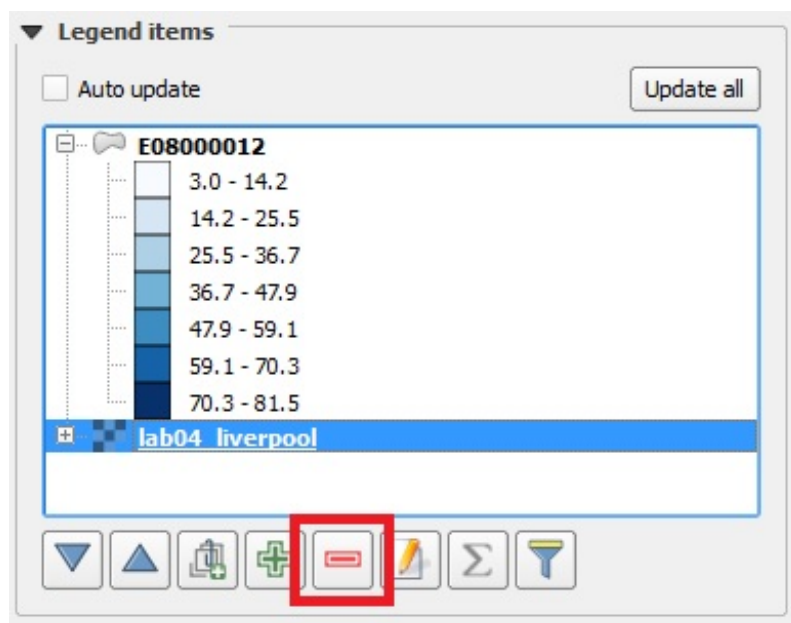 Legend items
Auto update
Update all
E08000012
3.0 - 14.2
14.2 - 25.5
25.5 - 36.7
36.7 - 47.9
47.9 - 59.1
59.1 - 70.3
70.3 - 81.5
lab04_liverpool
Σ